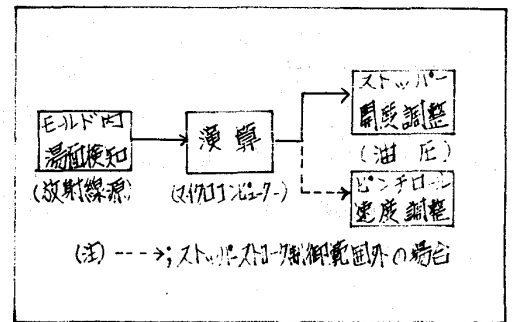 モールド内
湯面検知
(放射線源)
演算
(マイクロコンピューター)
ストッパー
開度調整
(油圧)
ピンチロール
速度調整
(注) ----→;ストッパーストローク制御範囲外の場合